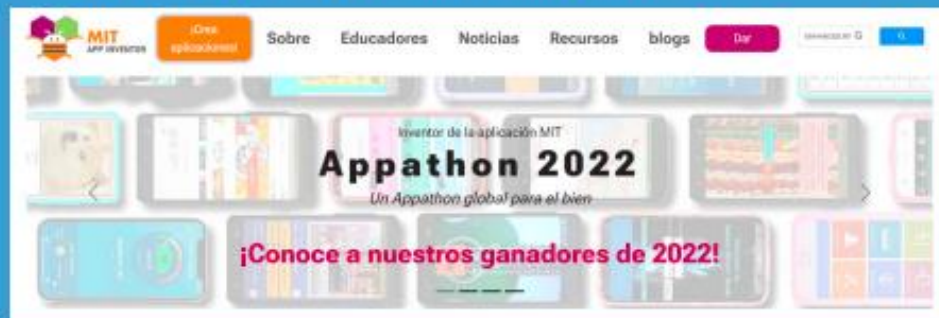 MIT
APP INVENTOR
¡Crea
aplicaciones!
Sobre
Educadores
Noticias
Recursos
blogs
Dar
Inventor de la aplicación MIT
Appathon 2022
Un Appathon global para el bien
¡Conoce a nuestros ganadores de 2022!